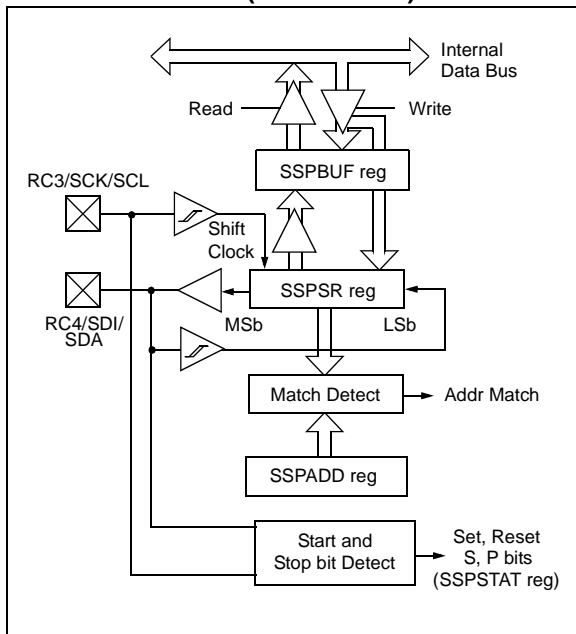 Internal
Data Bus
Read
Write
SSPBUF reg
RC3/SCK/SCL
Shift
Clock
SSPSR reg
MSb
LSb
RC4/SDI/
SDA
Match Detect
Addr Match
SSPADD reg
Start and
Stop bit Detect
Set, Reset
S, P bits
(SSPSTAT reg)